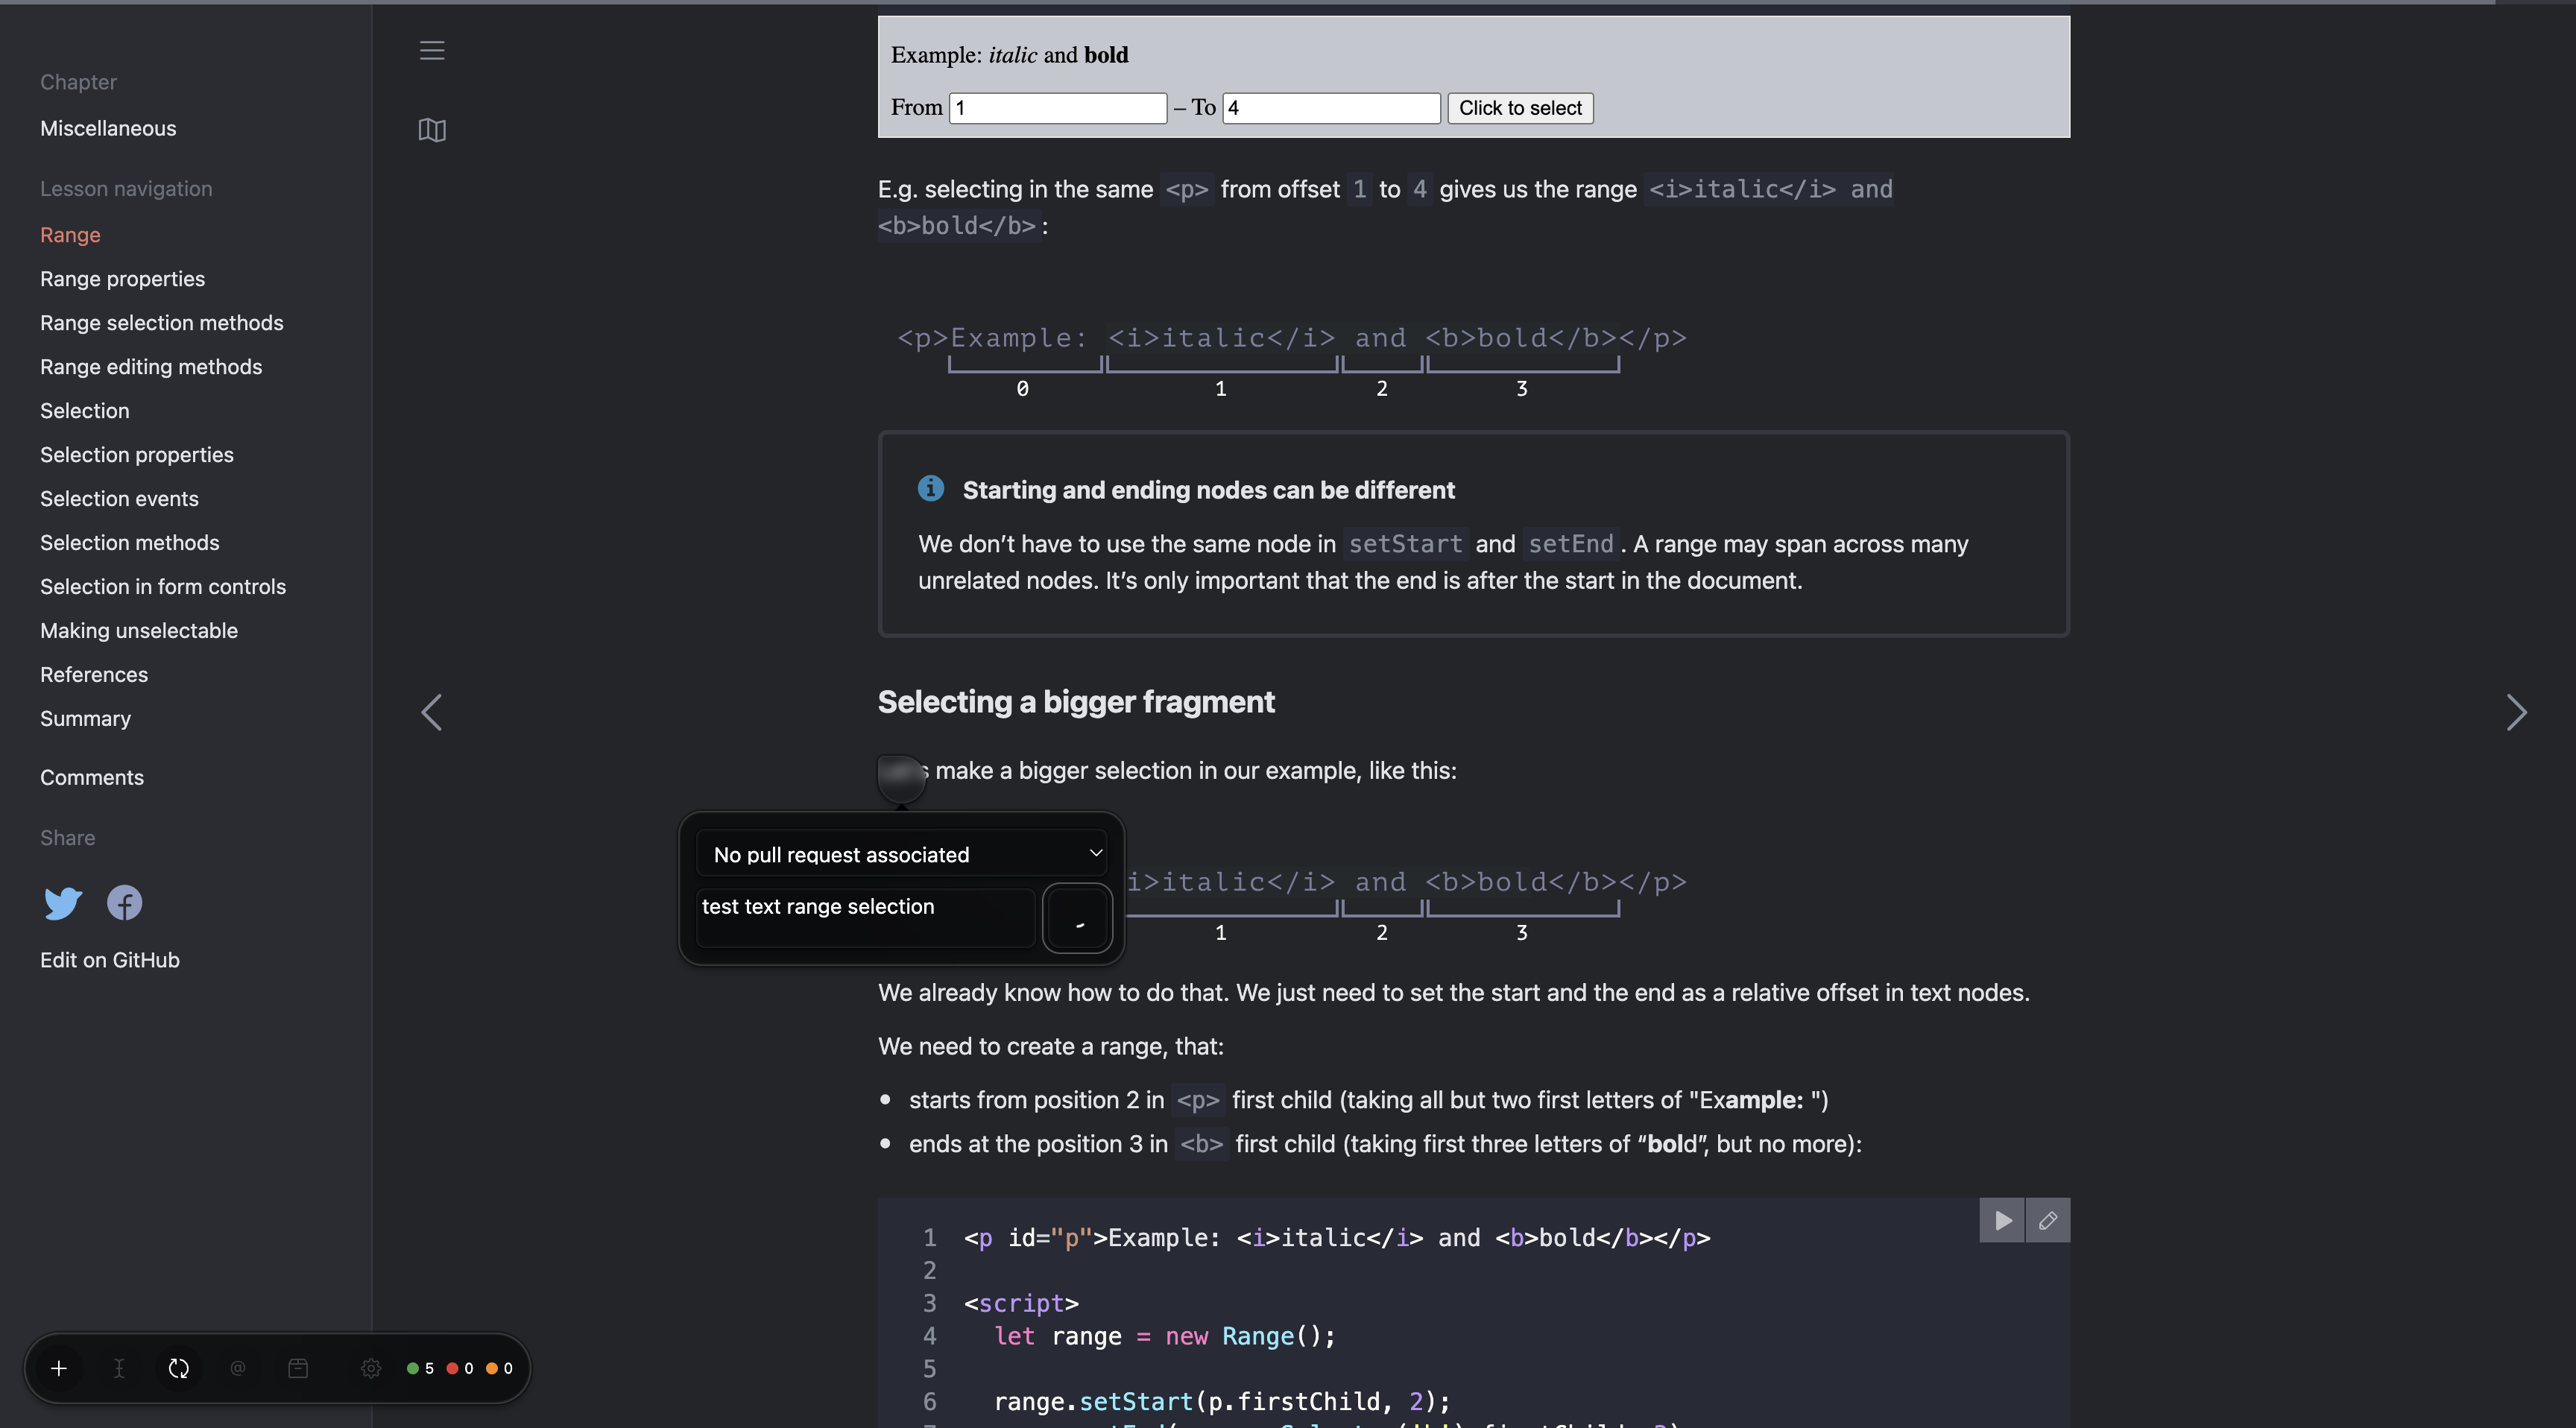 Chapter
Miscellaneous
Lesson navigation
Range
Range properties
Range selection methods
Range editing methods
Selection
Selection properties
Selection events
Selection methods
Selection in form controls
Making unselectable
References
Summary
Comments
Share
Edit on GitHub
Example: italic and bold
From 1 – To 4 Click to select
E.g. selecting in the same <p> from offset 1 to 4 gives us the range <i>italic</i> and
<b>bold</b>:
<p>Example: <i>italic</i> and <b>bold</b></p>
0 1 2 3
Starting and ending nodes can be different
We don’t have to use the same node in setStart and setEnd. A range may span across many
unrelated nodes. It’s only important that the end is after the start in the document.
Selecting a bigger fragment
s make a bigger selection in our example, like this:
No pull request associated
test text range selection
i>italic</i> and <b>bold</b></p>
1 2 3
We already know how to do that. We just need to set the start and the end as a relative offset in text nodes.
We need to create a range, that:
• starts from position 2 in <p> first child (taking all but two first letters of "Example: ")
• ends at the position 3 in <b> first child (taking first three letters of “bold”, but no more):
1 <p id="p">Example: <i>italic</i> and <b>bold</b></p>
2
3 <script>
4 let range = new Range();
5
6 range.setStart(p.firstChild, 2);
5 0 0